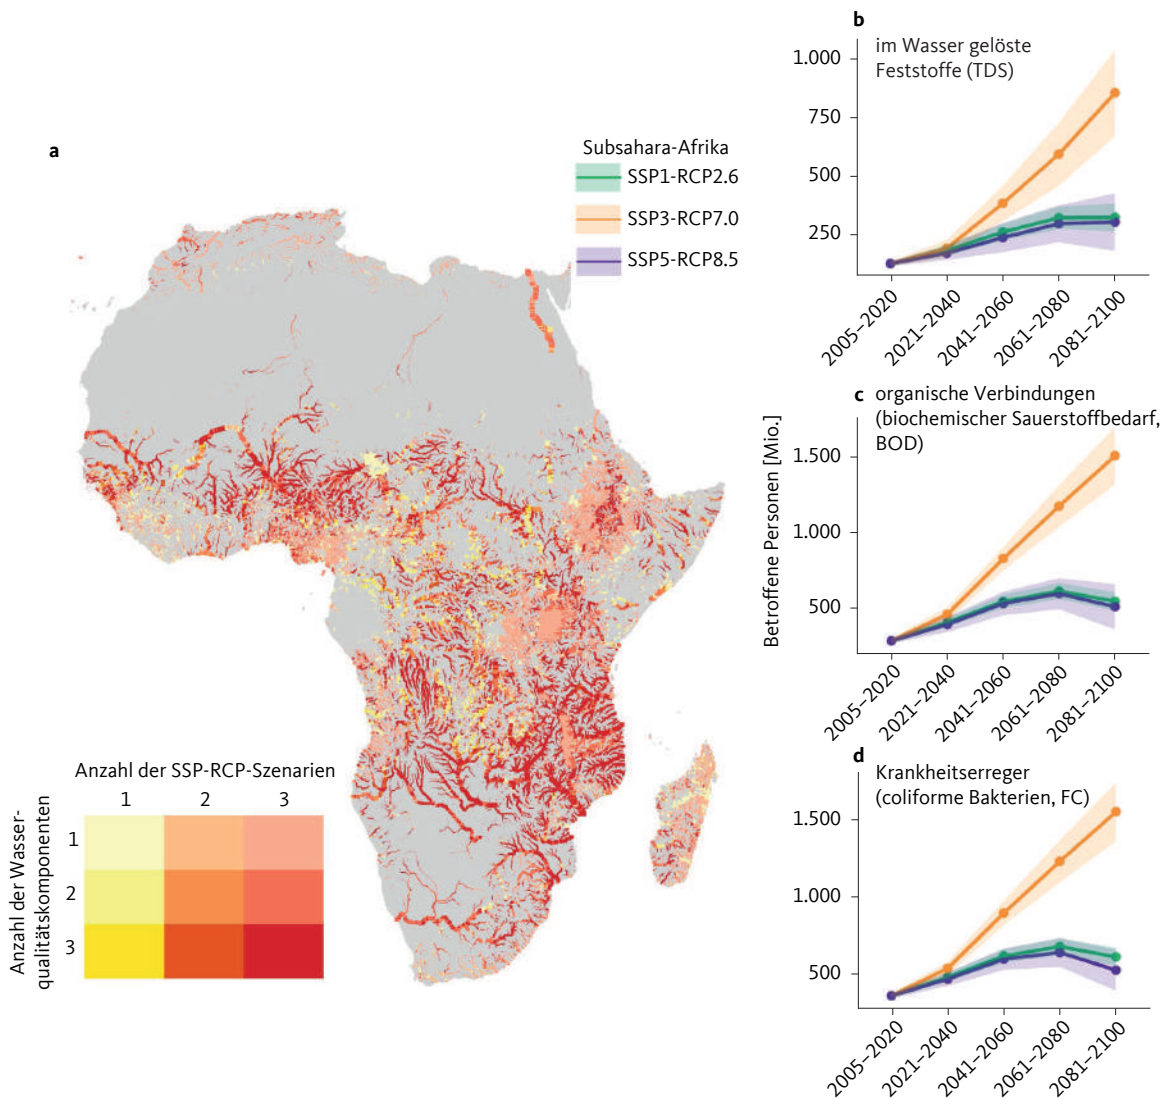 a
Subsahara-Afrika
SSP1-RCP2.6
SSP3-RCP7.0
SSP5-RCP8.5
Anzahl der SSP-RCP-Szenarien
1 2 3
1
2
3
Anzahl der Wasser-
qualitätskomponenten
Betroffene Personen [Mio.]
b
im Wasser gelöste
Feststoffe (TDS)
1.000
750
500
250
2005–2020
2021–2040
2041–2060
2061–2080
2081–2100
c organische Verbindungen
(biochemischer Sauerstoffbedarf,
BOD)
1.500
1.000
500
2005–2020
2021–2040
2041–2060
2061–2080
2081–2100
d
Krankheitserreger
(coliforme Bakterien, FC)
1.500
1.000
500
2005–2020
2021–2040
2041–2060
2061–2080
2081–2100